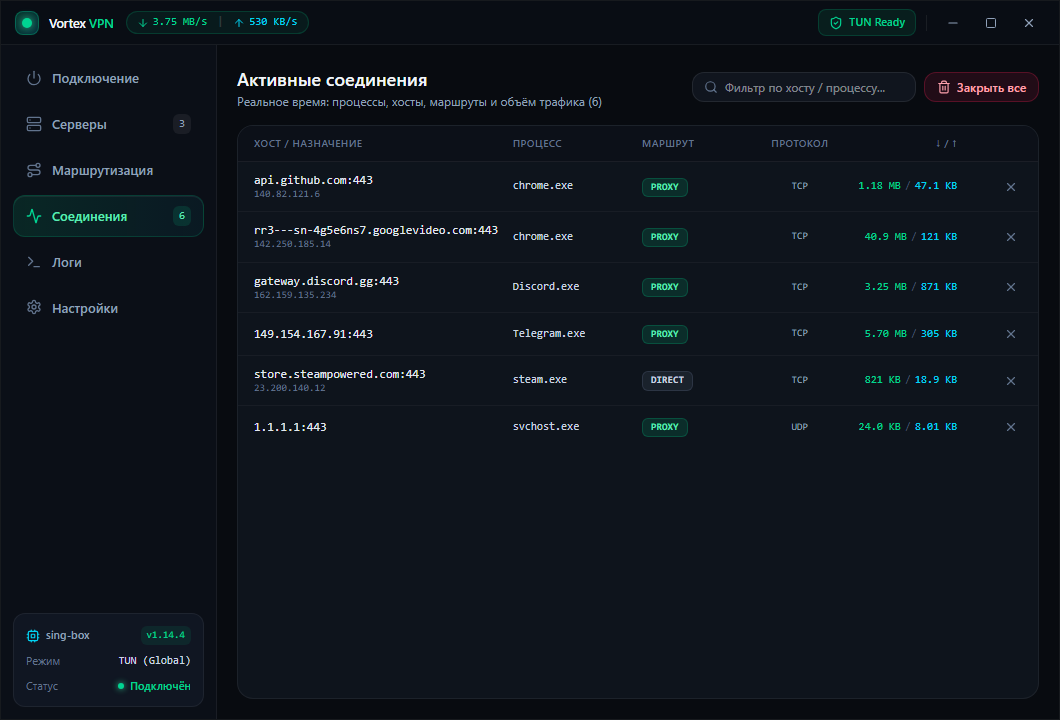 Vortex VPN
↓ 3.75 MB/s | ↑ 530 KB/s
TUN Ready
Подключение
Серверы 3
Маршрутизация
Соединения 6
Логи
Настройки
Активные соединения
Реальное время: процессы, хосты, маршруты и объём трафика (6)
Фильтр по хосту / процессу...
Закрыть все
ХОСТ / НАЗНАЧЕНИЕ ПРОЦЕСС МАРШРУТ ПРОТОКОЛ ↓ / ↑
api.github.com:443 chrome.exe PROXY TCP 1.18 MB / 47.1 KB
140.82.121.6
rr3---sn-4g5e6ns7.googlevideo.com:443 chrome.exe PROXY TCP 40.9 MB / 121 KB
142.250.185.14
gateway.discord.gg:443 Discord.exe PROXY TCP 3.25 MB / 871 KB
162.159.135.234
149.154.167.91:443 Telegram.exe PROXY TCP 5.70 MB / 305 KB
store.steampowered.com:443 steam.exe DIRECT TCP 821 KB / 18.9 KB
23.200.140.12
1.1.1.1:443 svchost.exe PROXY UDP 24.0 KB / 8.01 KB
sing-box v1.14.4
Режим TUN (Global)
Статус Подключён